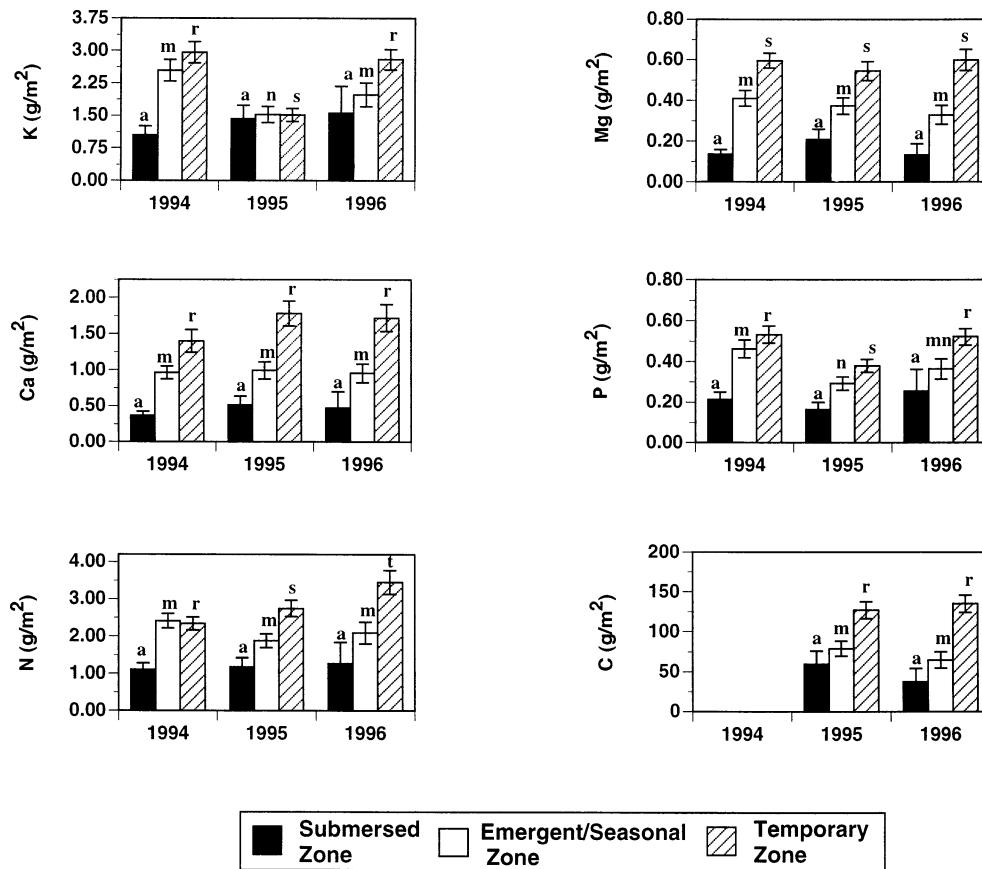 K (g/m²)
3.75
3.00
2.25
1.50
0.75
0.00
a m r
a n s
a m r
1994 1995 1996
Mg (g/m²)
0.80
0.60
0.40
0.20
0.00
a m s
a m s
a m s
1994 1995 1996
Ca (g/m²)
2.00
1.50
1.00
0.50
0.00
a m r
a m r
a m r
1994 1995 1996
P (g/m²)
0.80
0.60
0.40
0.20
0.00
a m r
a n s
a mn r
1994 1995 1996
N (g/m²)
4.00
3.00
2.00
1.00
0.00
a m r
a m s
a m t
1994 1995 1996
C (g/m²)
200
150
100
50
0
a m r
a m r
1994 1995 1996
Submersed Zone
Emergent/Seasonal Zone
Temporary Zone